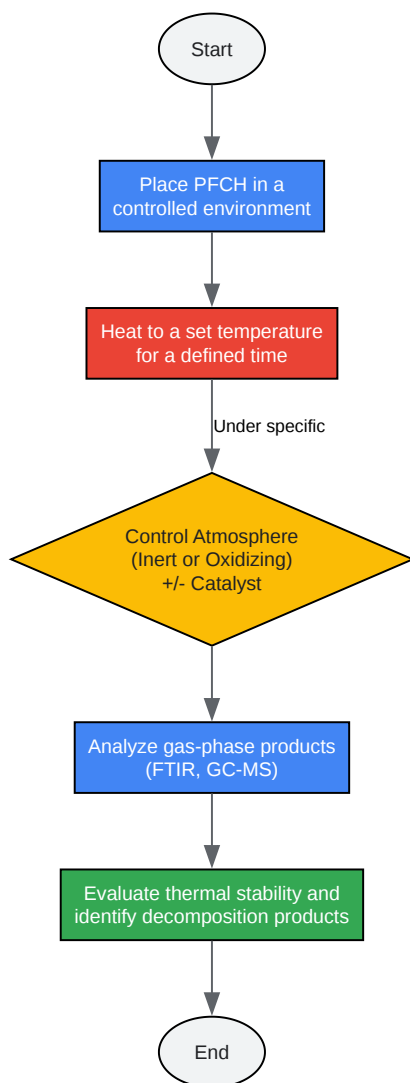 Start
Place PFCH in a
controlled environment
Heat to a set temperature
for a defined time
Under specific
Control Atmosphere
(Inert or Oxidizing)
+/- Catalyst
Analyze gas-phase products
(FTIR, GC-MS)
Evaluate thermal stability and
identify decomposition products
End